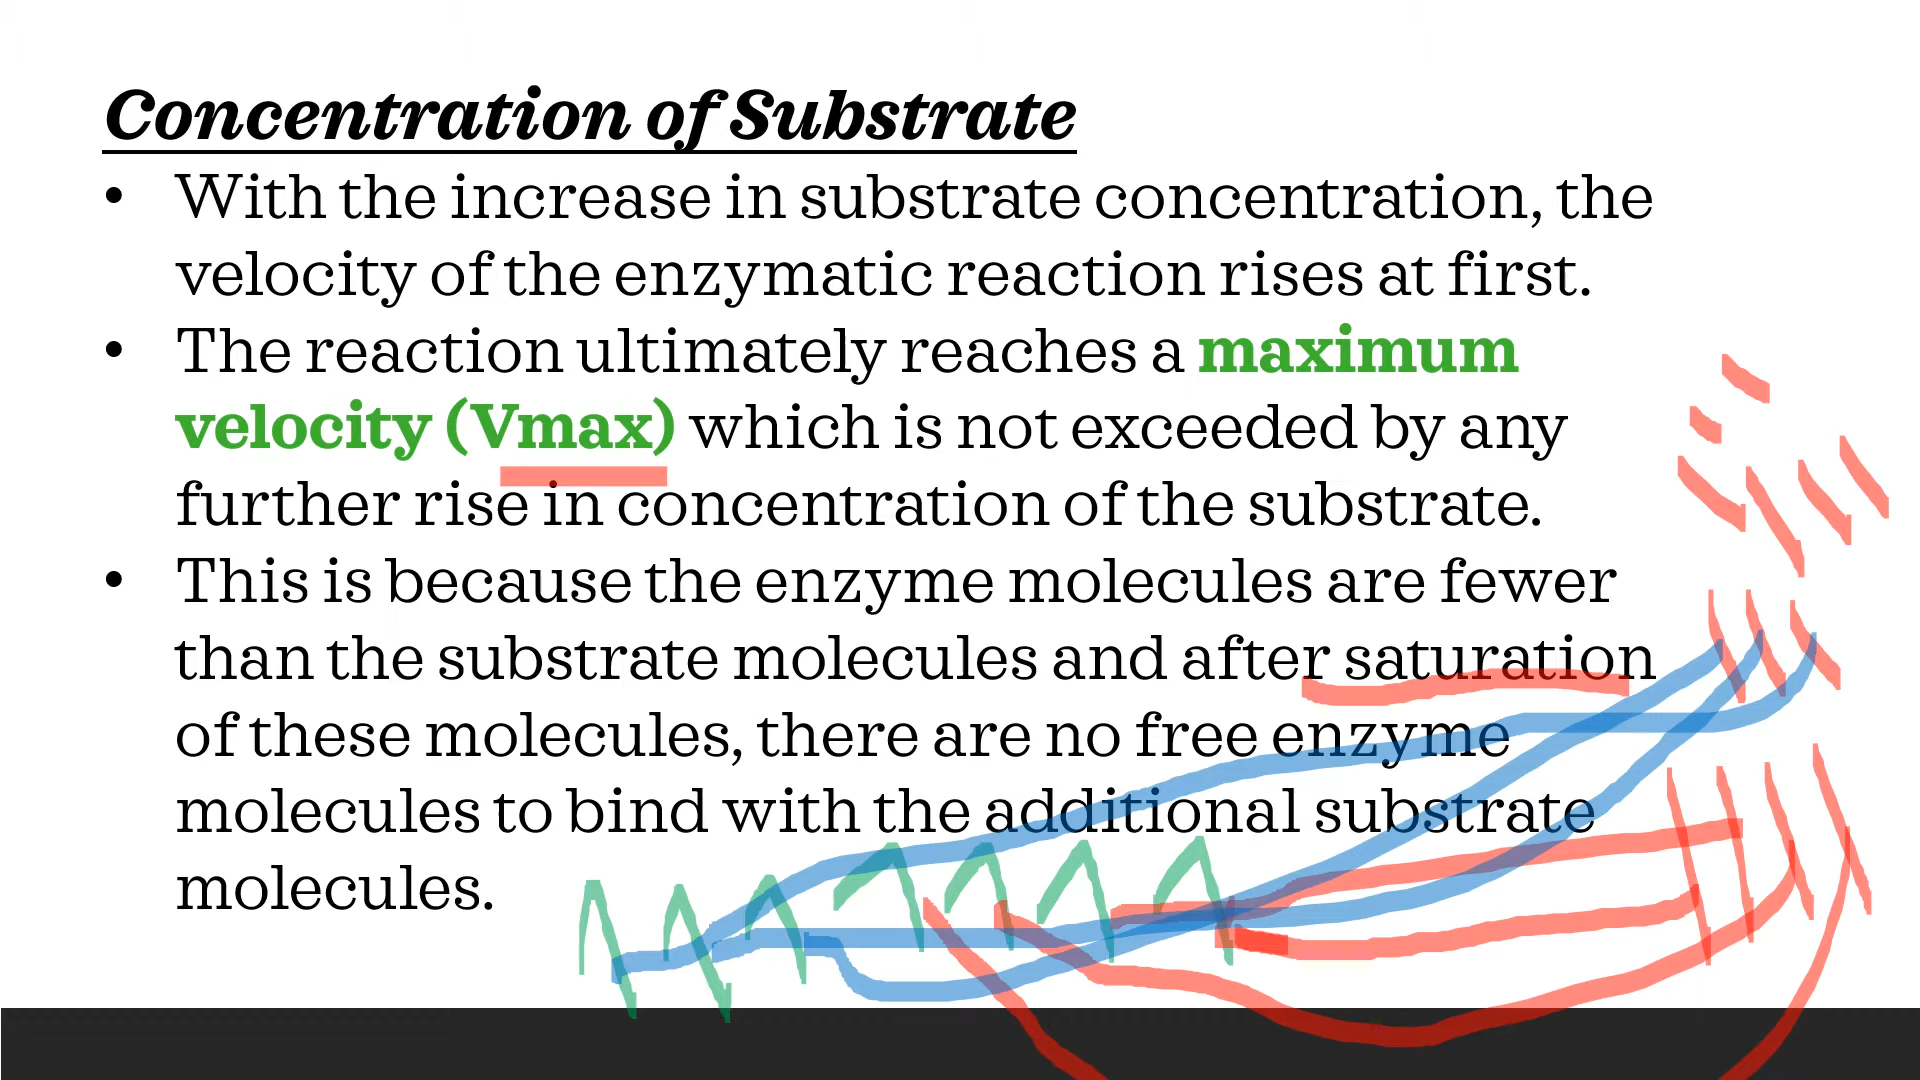 Concentration of Substrate
• With the increase in substrate concentration, the
velocity of the enzymatic reaction rises at first.
• The reaction ultimately reaches a maximum
velocity (Vmax) which is not exceeded by any
further rise in concentration of the substrate.
• This is because the enzyme molecules are fewer
than the substrate molecules and after saturation
of these molecules, there are no free enzyme
molecules to bind with the additional substrate
molecules.